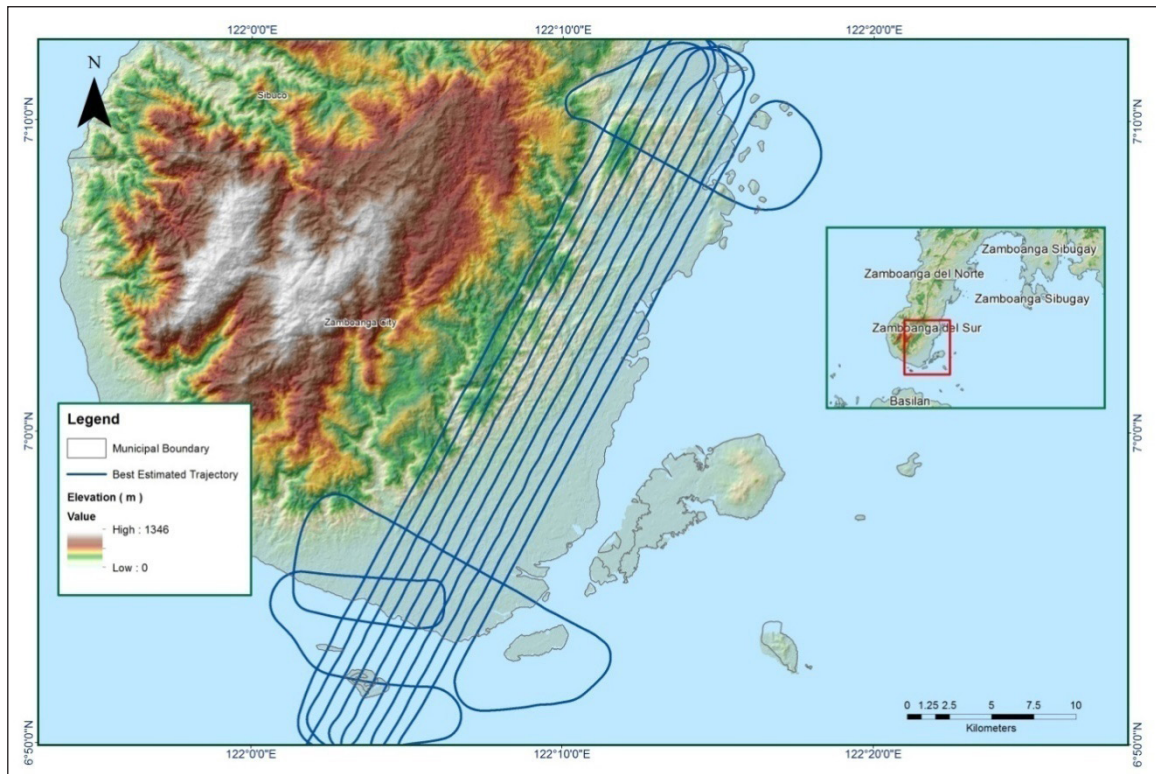 122°0'0"E 122°10'0"E 122°20'0"E
N
Sibuco
7°10'0"N 7°10'0"N
Zamboanga Sibugay
Zamboanga del Norte
Zamboanga Sibugay
Zamboanga del Sur
Zamboanga city
Basilan
7°0'0"N 7°0'0"N
Legend
Municipal Boundary
Best Estimated Trajectory
Elevation ( m )
Value
High : 1346
Low : 0
0 1.25 2.5 5 7.5 10
Kilometers
6°50'0"N 6°50'0"N
122°0'0"E 122°10'0"E 122°20'0"E